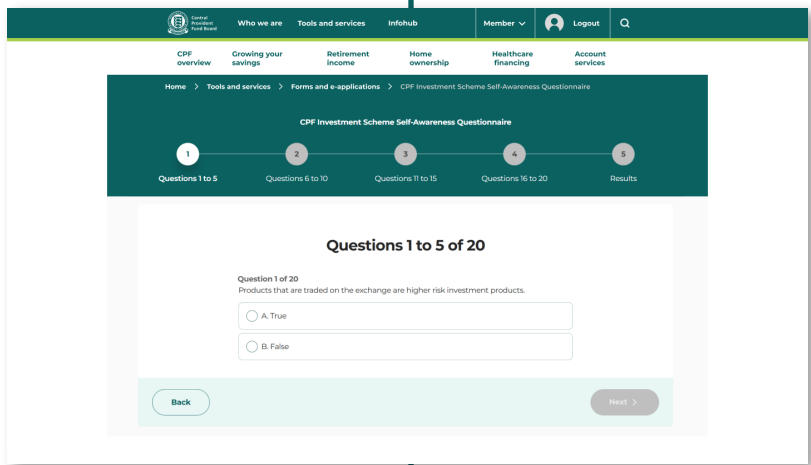 Central
Provident
Fund Board
Who we are Tools and services Infohub Member Logout
CPF overview
Growing your savings
Retirement income
Home ownership
Healthcare financing
Account services
Home > Tools and services > Forms and e-applications > CPF Investment Scheme Self-Awareness Questionnaire
CPF Investment Scheme Self-Awareness Questionnaire
1 2 3 4 5
Questions 1 to 5 Questions 6 to 10 Questions 11 to 15 Questions 16 to 20 Results
Questions 1 to 5 of 20
Question 1 of 20
Products that are traded on the exchange are higher risk investment products.
A. True
B. False
Back Next >